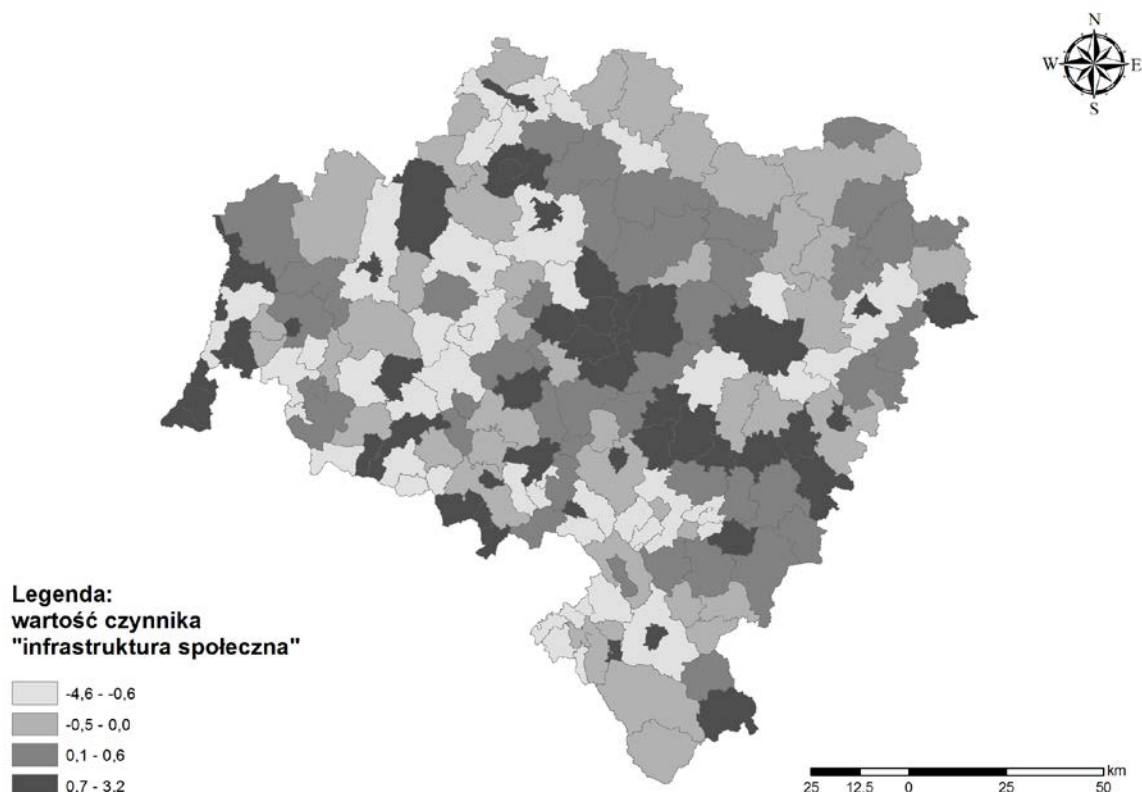 N
W E
S
Legenda:
wartość czynnika
"infrastruktura społeczna"
-4,6 - -0,6
-0,5 - 0,0
0,1 - 0,6
0,7 - 3,2
km
25 12.5 0 25 50